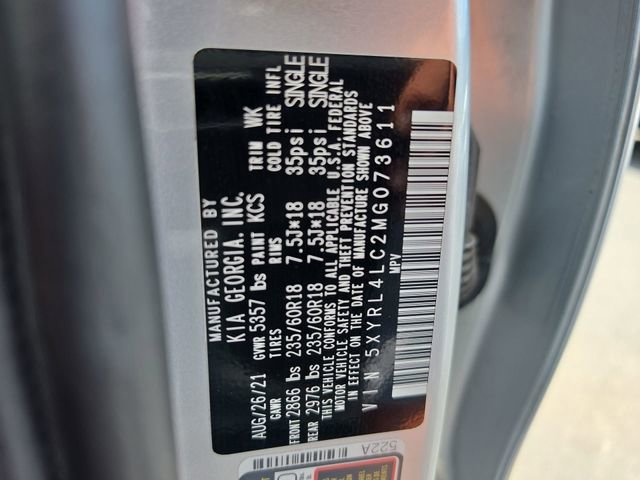 MANUFACTURED BY
KIA GEORGIA, INC.
AUG/26/21 GVWR 5357 bs PAINT KCS TRIM WK
GAWR TIRES RIMS COLD TIRE INFL
FRONT 2866 bs 235/60R18 7.5J*18 35psi SINGLE
REAR 2976 bs 235/60R18 7.5J*18 35psi SINGLE
THIS VEHICLE CONFORMS TO ALL APPLICABLE U.S.A. FEDERAL
MOTOR VEHICLE SAFETY AND THEFT PREVENTION STANDARDS
IN EFFECT ON THE DATE OF MANUFACTURE SHOWN ABOVE
VIN 5XYRL4LC2MG073611
MPV
522A